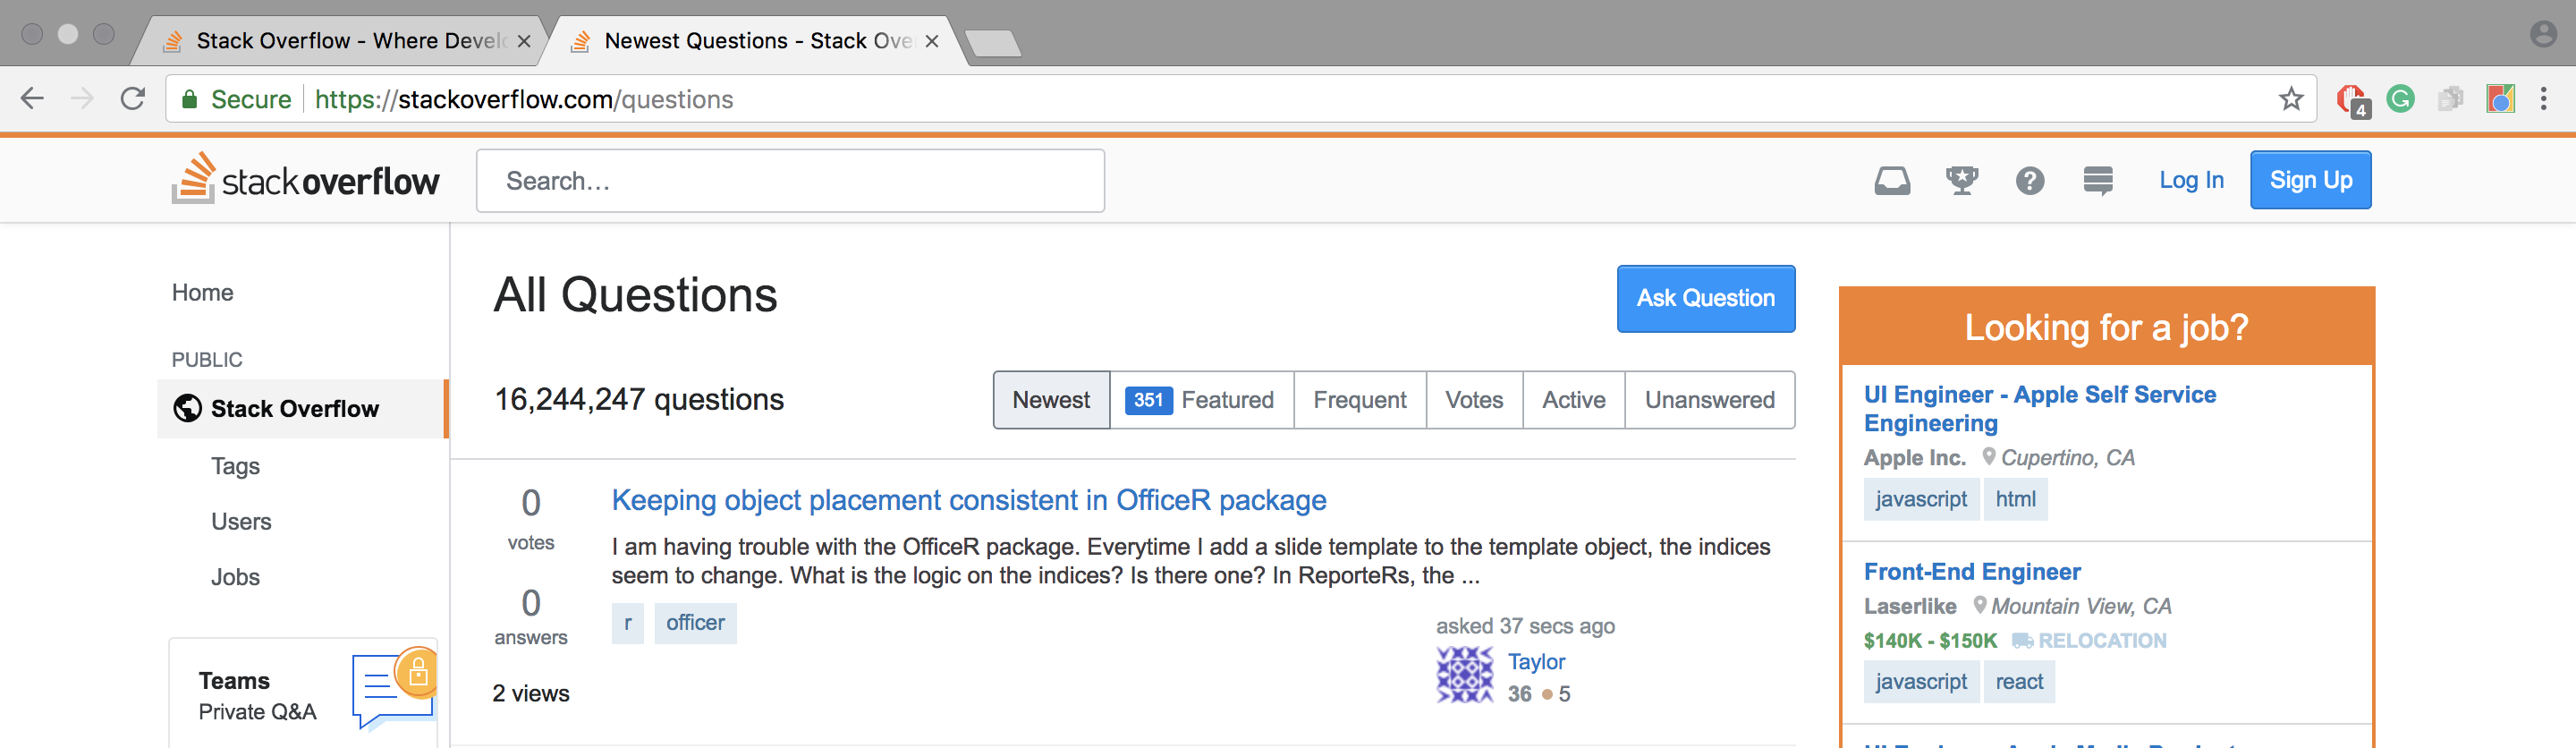 Stack Overflow - Where Devel
Newest Questions - Stack Over
Secure https://stackoverflow.com/questions
4
stackoverflow
Search...
Log In
Sign Up
Home
PUBLIC
Stack Overflow
Tags
Users
Jobs
Teams
Private Q&A
All Questions
Ask Question
16,244,247 questions
Newest
351 Featured
Frequent
Votes
Active
Unanswered
0
votes
0
answers
2 views
Keeping object placement consistent in OfficeR package
I am having trouble with the OfficeR package. Everytime I add a slide template to the template object, the indices
seem to change. What is the logic on the indices? Is there one? In ReporteRs, the ...
r officer
asked 37 secs ago
Taylor
36 5
Looking for a job?
UI Engineer - Apple Self Service
Engineering
Apple Inc. Cupertino, CA
javascript html
Front-End Engineer
Laserlike Mountain View, CA
$140K - $150K RELOCATION
javascript react